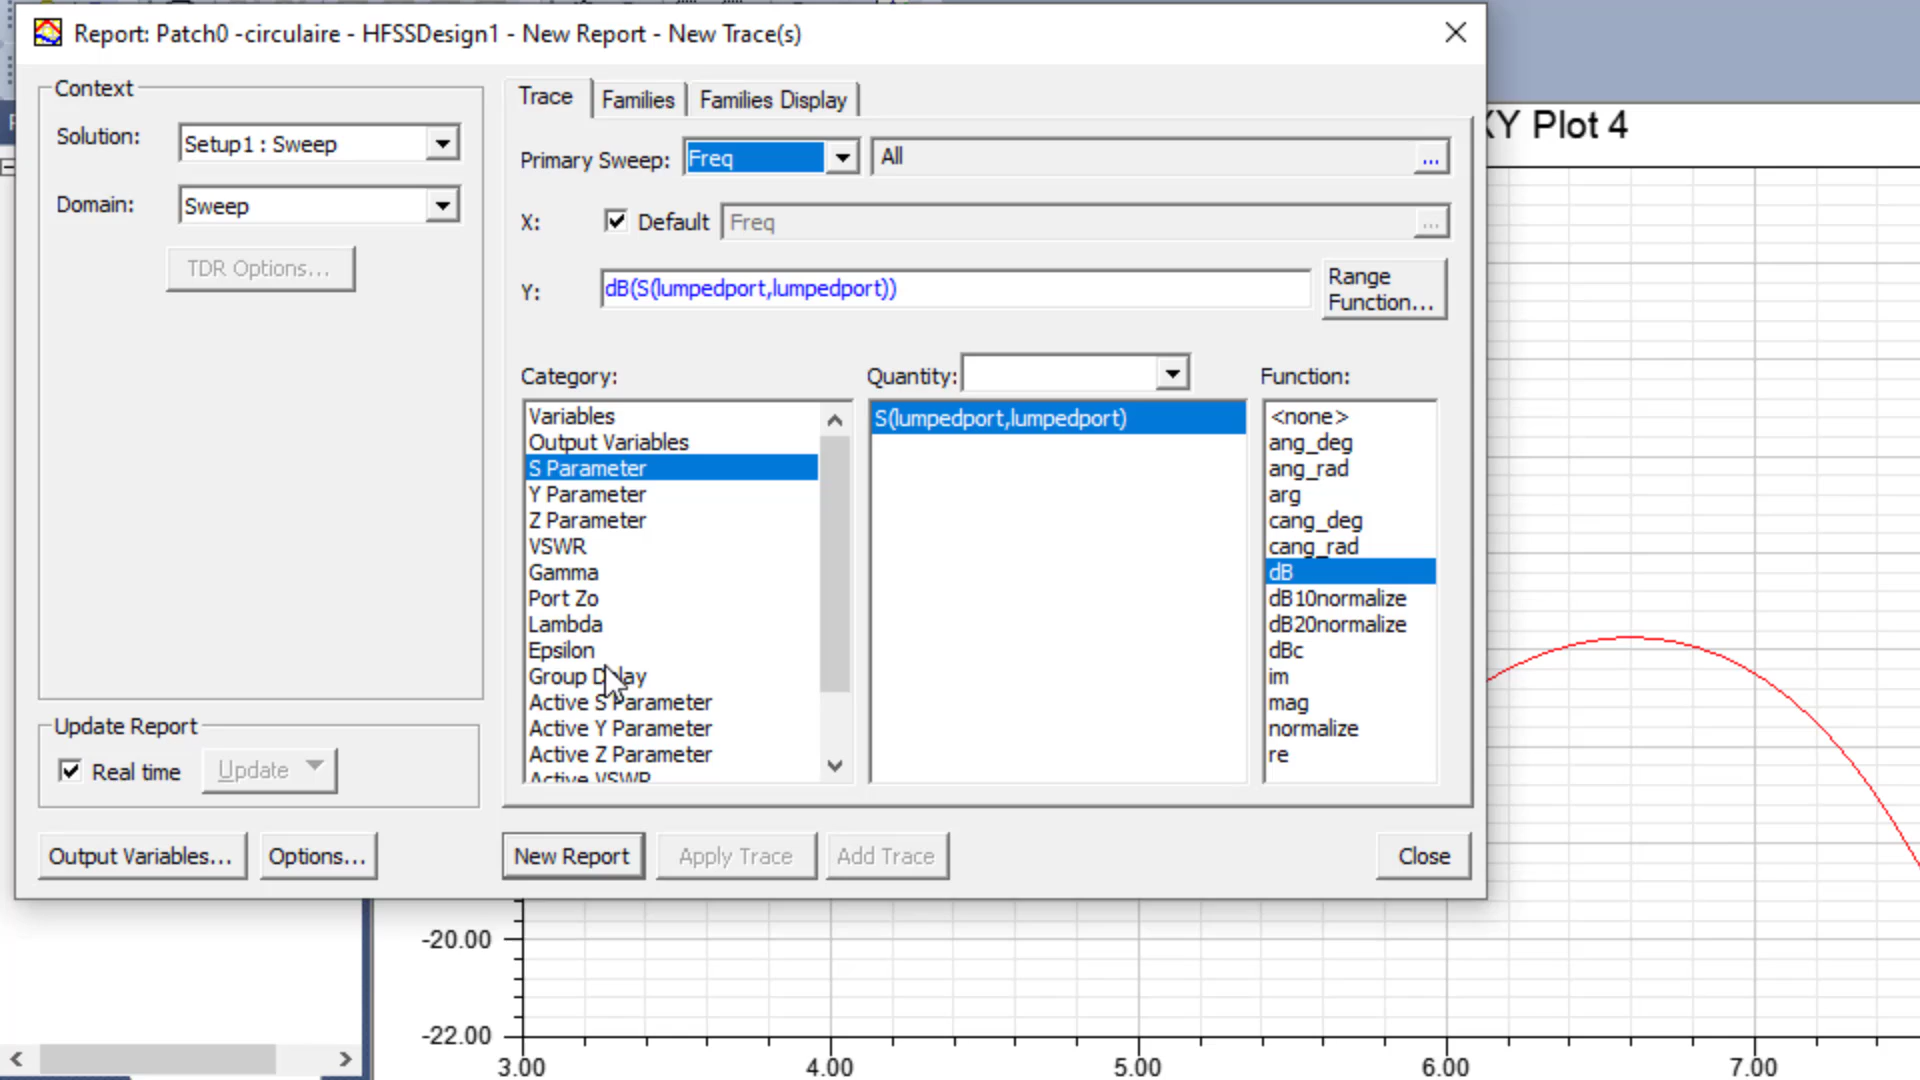 Report: Patch0 -circulaire - HFSSDesign1 - New Report - New Trace(s)
Context
Solution:
Setup1 : Sweep
Domain:
Sweep
TDR Options...
Update Report
Real time
Update
Output Variables...
Options...
Trace
Families
Families Display
Primary Sweep:
Freq
All
...
X:
Default
Freq
...
Y:
dB(S(lumpedport,lumpedport))
Range
Function...
Category:
Variables
Output Variables
S Parameter
Y Parameter
Z Parameter
VSWR
Gamma
Port Zo
Lambda
Epsilon
Group Delay
Active S Parameter
Active Y Parameter
Active Z Parameter
Active VSWR
Quantity:
S(lumpedport,lumpedport)
Function:
<none>
ang_deg
ang_rad
arg
cang_deg
cang_rad
dB
dB10normalize
dB20normalize
dBc
im
mag
normalize
re
New Report
Apply Trace
Add Trace
Close
XY Plot 4
-20.00
-22.00
3.00
4.00
5.00
6.00
7.00